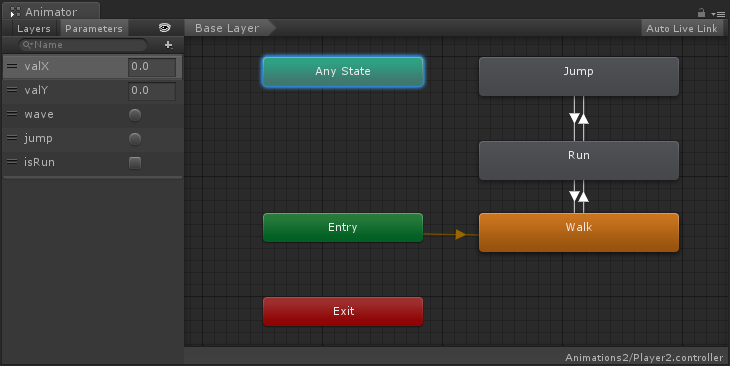 Animator
Layers Parameters
Base Layer
Auto Live Link
Name
valX 0.0
valY 0.0
wave
jump
isRun
Any State
Jump
Run
Entry
Walk
Exit
Animations2/Player2.controller